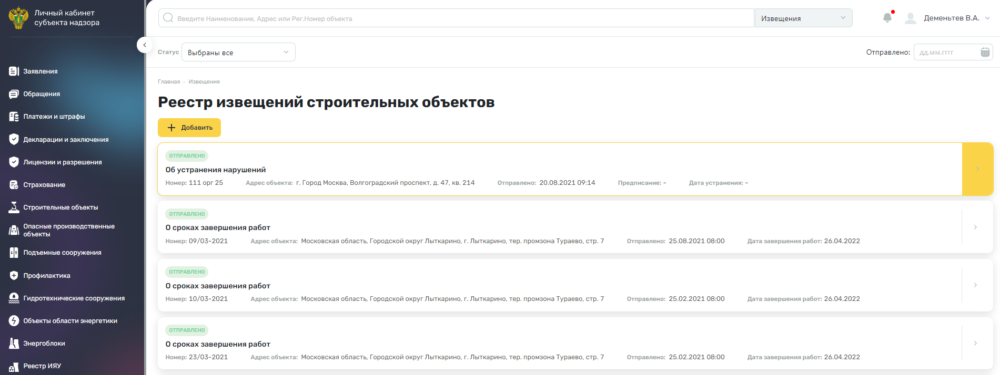 Личный кабинет
субъекта надзора
Заявления
Обращения
Платежи и штрафы
Декларации и заключения
Лицензии и разрешения
Страхование
Строительные объекты
Опасные производственные
объекты
Подъемные сооружения
Профилактика
Гидротехнические сооружения
Объекты области энергетики
Энергоблоки
Реестр ИЯУ
Введите Наименование, Адрес или Рег.Номер объекта
Извещения
Деменьтев В.А.
Статус Выбраны все
Отправлено: дд.мм.гггг
Главная - Извещения
Реестр извещений строительных объектов
Добавить
ОТПРАВЛЕНО
Об устранения нарушений
Номер: 111 орг 25 Адрес объекта: г. Город Москва, Волгоградский проспект, д. 47, кв. 214 Отправлено: 20.08.2021 09:14 Предписание: - Дата устранения: -
ОТПРАВЛЕНО
О сроках завершения работ
Номер: 09/03-2021 Адрес объекта: Московская область, Городской округ Лыткарино, г. Лыткарино, тер. промзона Тураево, стр. 7 Отправлено: 25.08.2021 08:00 Дата завершения работ: 26.04.2022
ОТПРАВЛЕНО
О сроках завершения работ
Номер: 10/03-2021 Адрес объекта: Московская область, Городской округ Лыткарино, г. Лыткарино, тер. промзона Тураево, стр. 7 Отправлено: 25.02.2021 08:00 Дата завершения работ: 26.04.2022
ОТПРАВЛЕНО
О сроках завершения работ
Номер: 23/03-2021 Адрес объекта: Московская область, Городской округ Лыткарино, г. Лыткарино, тер. промзона Тураево, стр. 7 Отправлено: 25.02.2021 08:00 Дата завершения работ: 26.04.2022